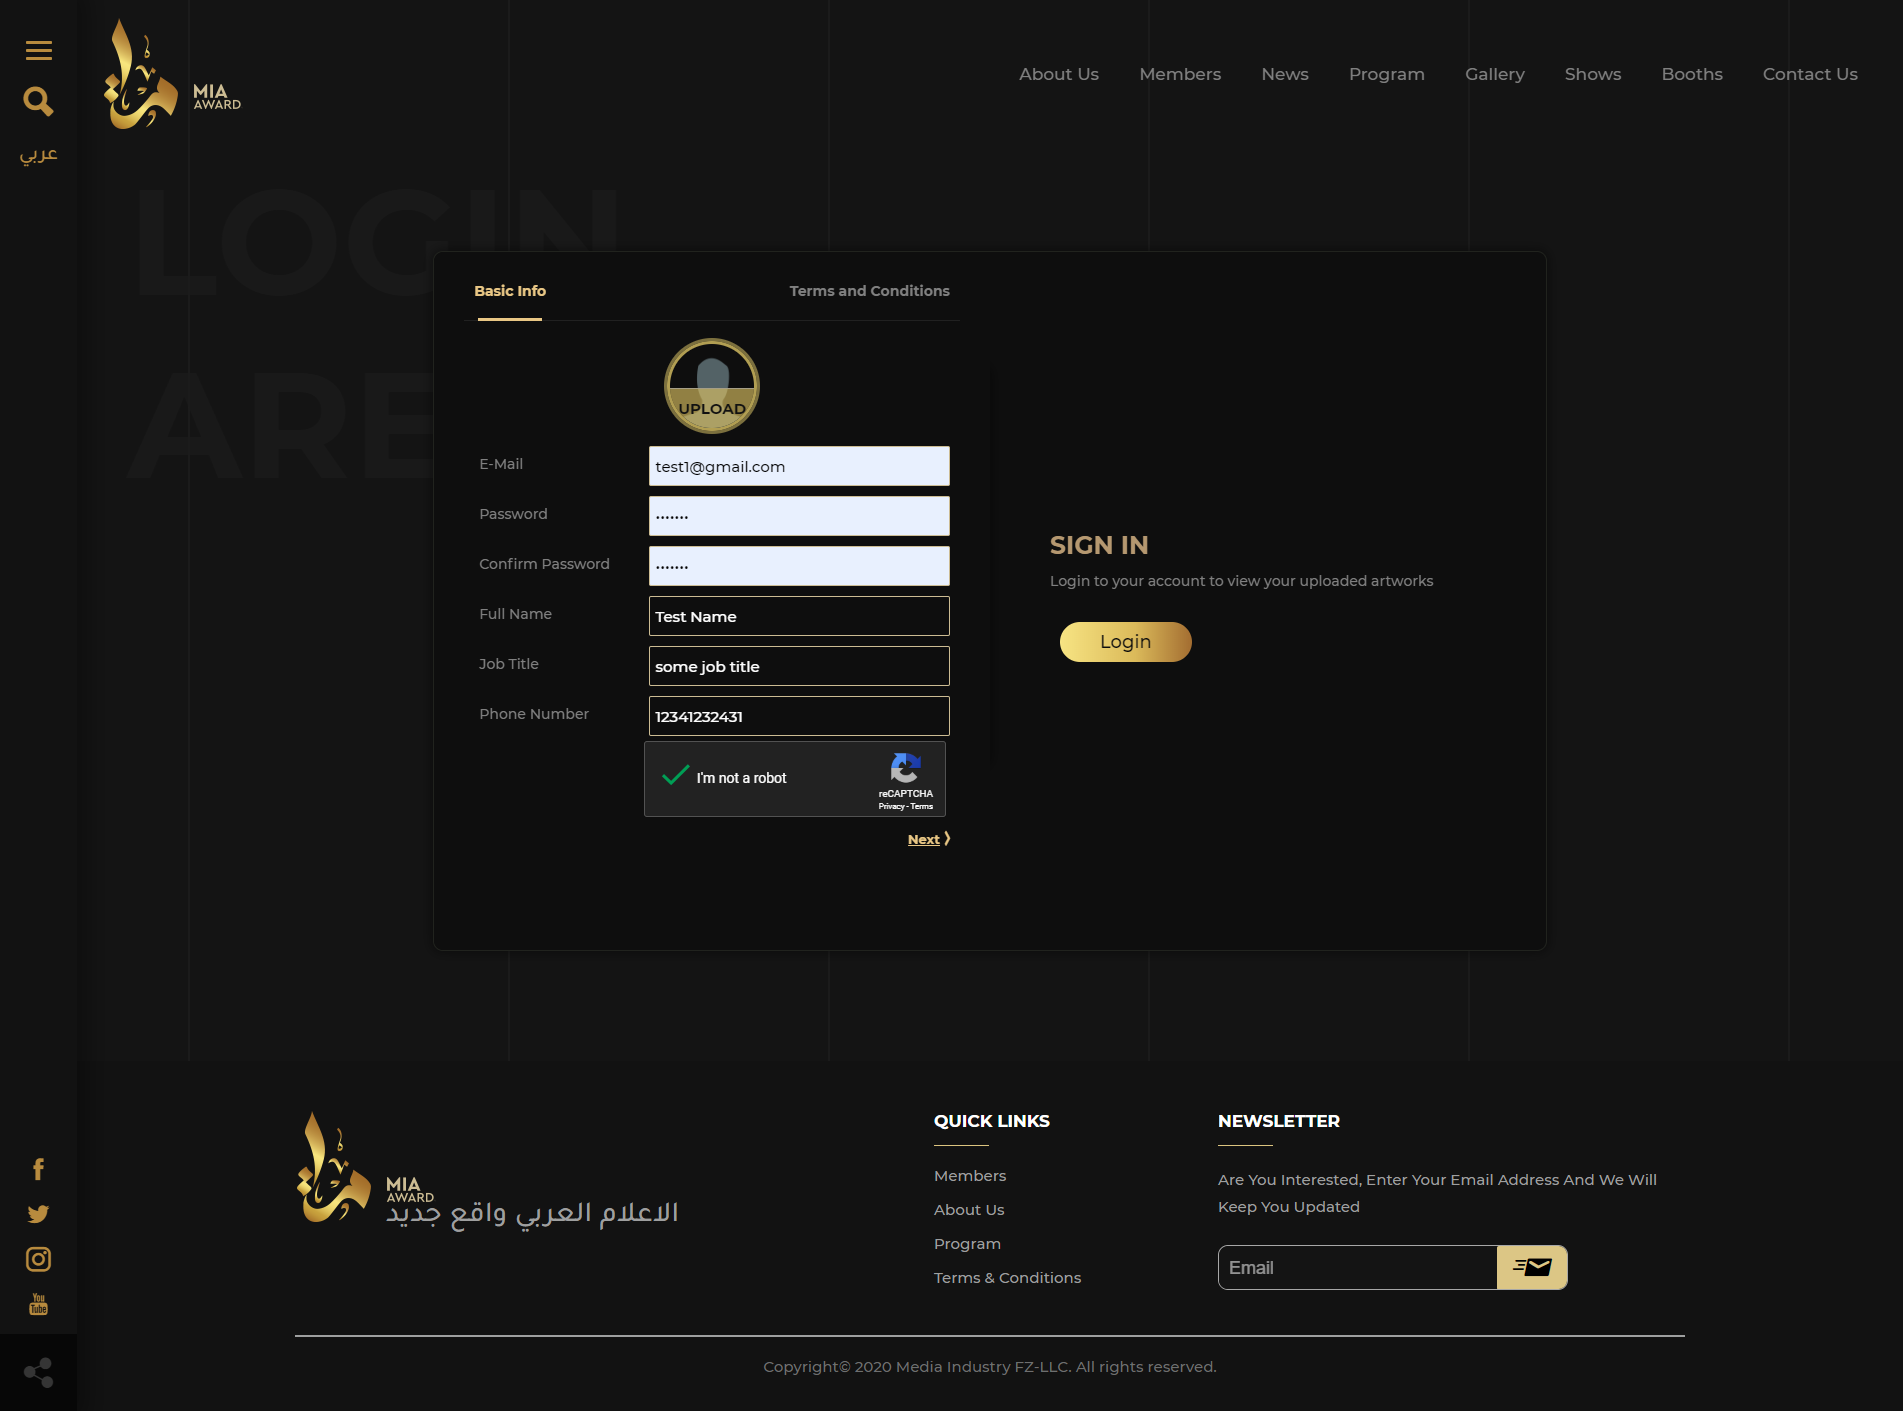 عربي
MIA
AWARD
About Us
Members
News
Program
Gallery
Shows
Booths
Contact Us
LOGIN
ARE
Basic Info
Terms and Conditions
UPLOAD
E-Mail
test1@gmail.com
Password
•••••••
Confirm Password
•••••••
Full Name
Test Name
Job Title
some job title
Phone Number
12341232431
I'm not a robot
reCAPTCHA
Privacy - Terms
Next
SIGN IN
Login to your account to view your uploaded artworks
Login
MIA
AWARD
الاعلام العربي واقع جديد
QUICK LINKS
Members
About Us
Program
Terms & Conditions
NEWSLETTER
Are You Interested, Enter Your Email Address And We Will
Keep You Updated
Email
You
Tube
Copyright© 2020 Media Industry FZ-LLC. All rights reserved.